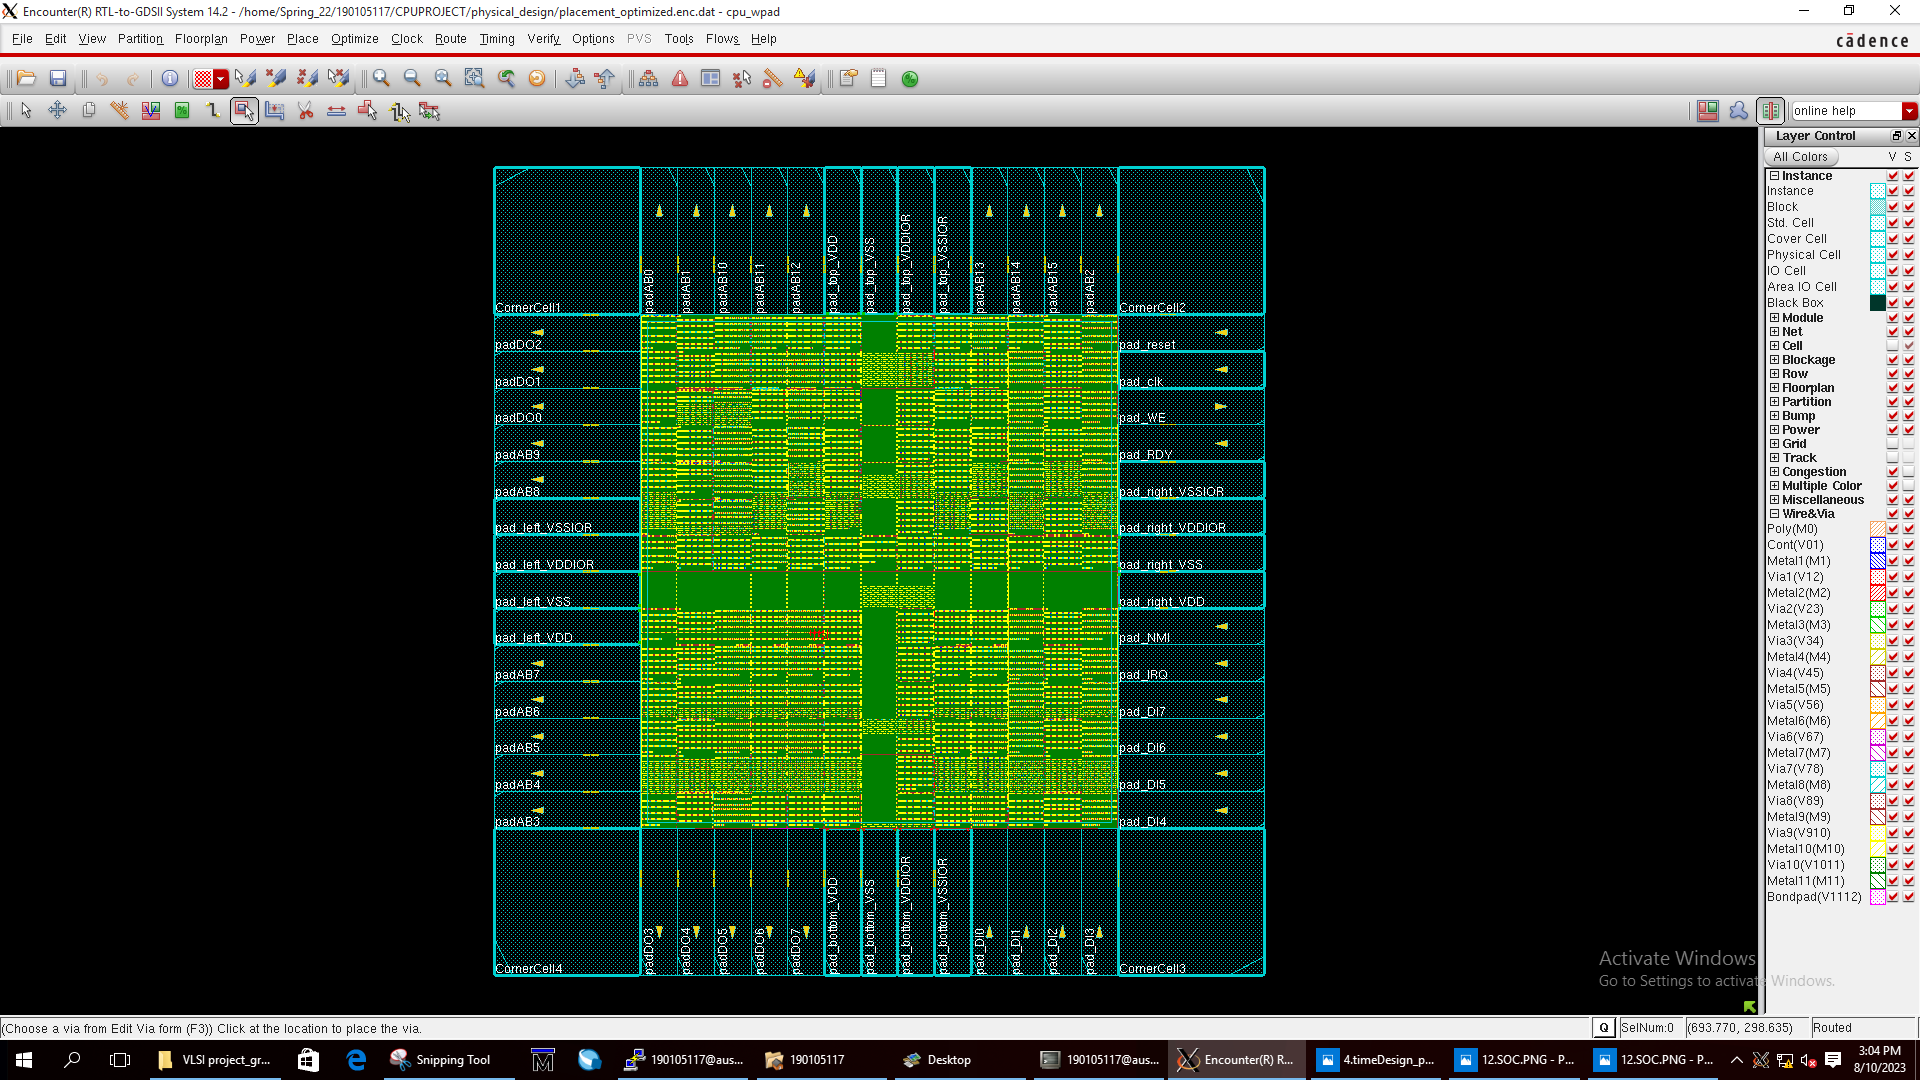 Encounter(R) RTL-to-GDSII System 14.2 - /home/Spring_22/190105117/CPUPROJECT/physical_design/placement_optimized.enc.dat - cpu_wpad
File Edit View Partition Floorplan Power Place Optimize Clock Route Timing Verify Options PVS Tools Flows Help
cādence
online help
Layer Control
All Colors V S
Instance
Instance
Block
Std. Cell
Cover Cell
Physical Cell
IO Cell
Area IO Cell
Black Box
Module
Net
Cell
Blockage
Row
Floorplan
Partition
Bump
Power
Grid
Track
Congestion
Multiple Color
Miscellaneous
Wire&Via
Poly(M0)
Cont(V01)
Metal1(M1)
Via1(V12)
Metal2(M2)
Via2(V23)
Metal3(M3)
Via3(V34)
Metal4(M4)
Via4(V45)
Metal5(M5)
Via5(V56)
Metal6(M6)
Via6(V67)
Metal7(M7)
Via7(V78)
Metal8(M8)
Via8(V89)
Metal9(M9)
Via9(V910)
Metal10(M10)
Via10(V1011)
Metal11(M11)
Bondpad(V1112)
CornerCell1
padAB0
padAB1
padAB10
padAB11
padAB12
pad_top_VDD
pad_top_VSS
pad_top_VDDIOR
pad_top_VSSIOR
padAB13
padAB14
padAB15
padAB2
CornerCell2
padDO2
padDO1
padDO0
padAB9
padAB8
pad_left_VSSIOR
pad_left_VDDIOR
pad_left_VSS
pad_left_VDD
padAB7
padAB6
padAB5
padAB4
padAB3
pad_reset
pad_clk
pad_WE
pad_RDY
pad_right_VSSIOR
pad_right_VDDIOR
pad_right_VSS
pad_right_VDD
pad_NMI
pad_IRQ
pad_DI7
pad_DI6
pad_DI5
pad_DI4
CornerCell4
padDO3
padDO4
padDO5
padDO6
padDO7
pad_bottom_VDD
pad_bottom_VSS
pad_bottom_VDDIOR
pad_bottom_VSSIOR
pad_DI0
pad_DI1
pad_DI2
pad_DI3
CornerCell3
Activate Windows
Go to Settings to activate Windows.
(Choose a via from Edit Via form (F3)) Click at the location to place the via.
Q SelNum:0 (693.770, 298.635) Routed
VLSI project_gr... Snipping Tool 190105117@aus... 190105117 Desktop 190105117@aus... Encounter(R) R... 4.timeDesign_p... 12.SOC.PNG - P... 12.SOC.PNG - P...
3:04 PM
8/10/2023